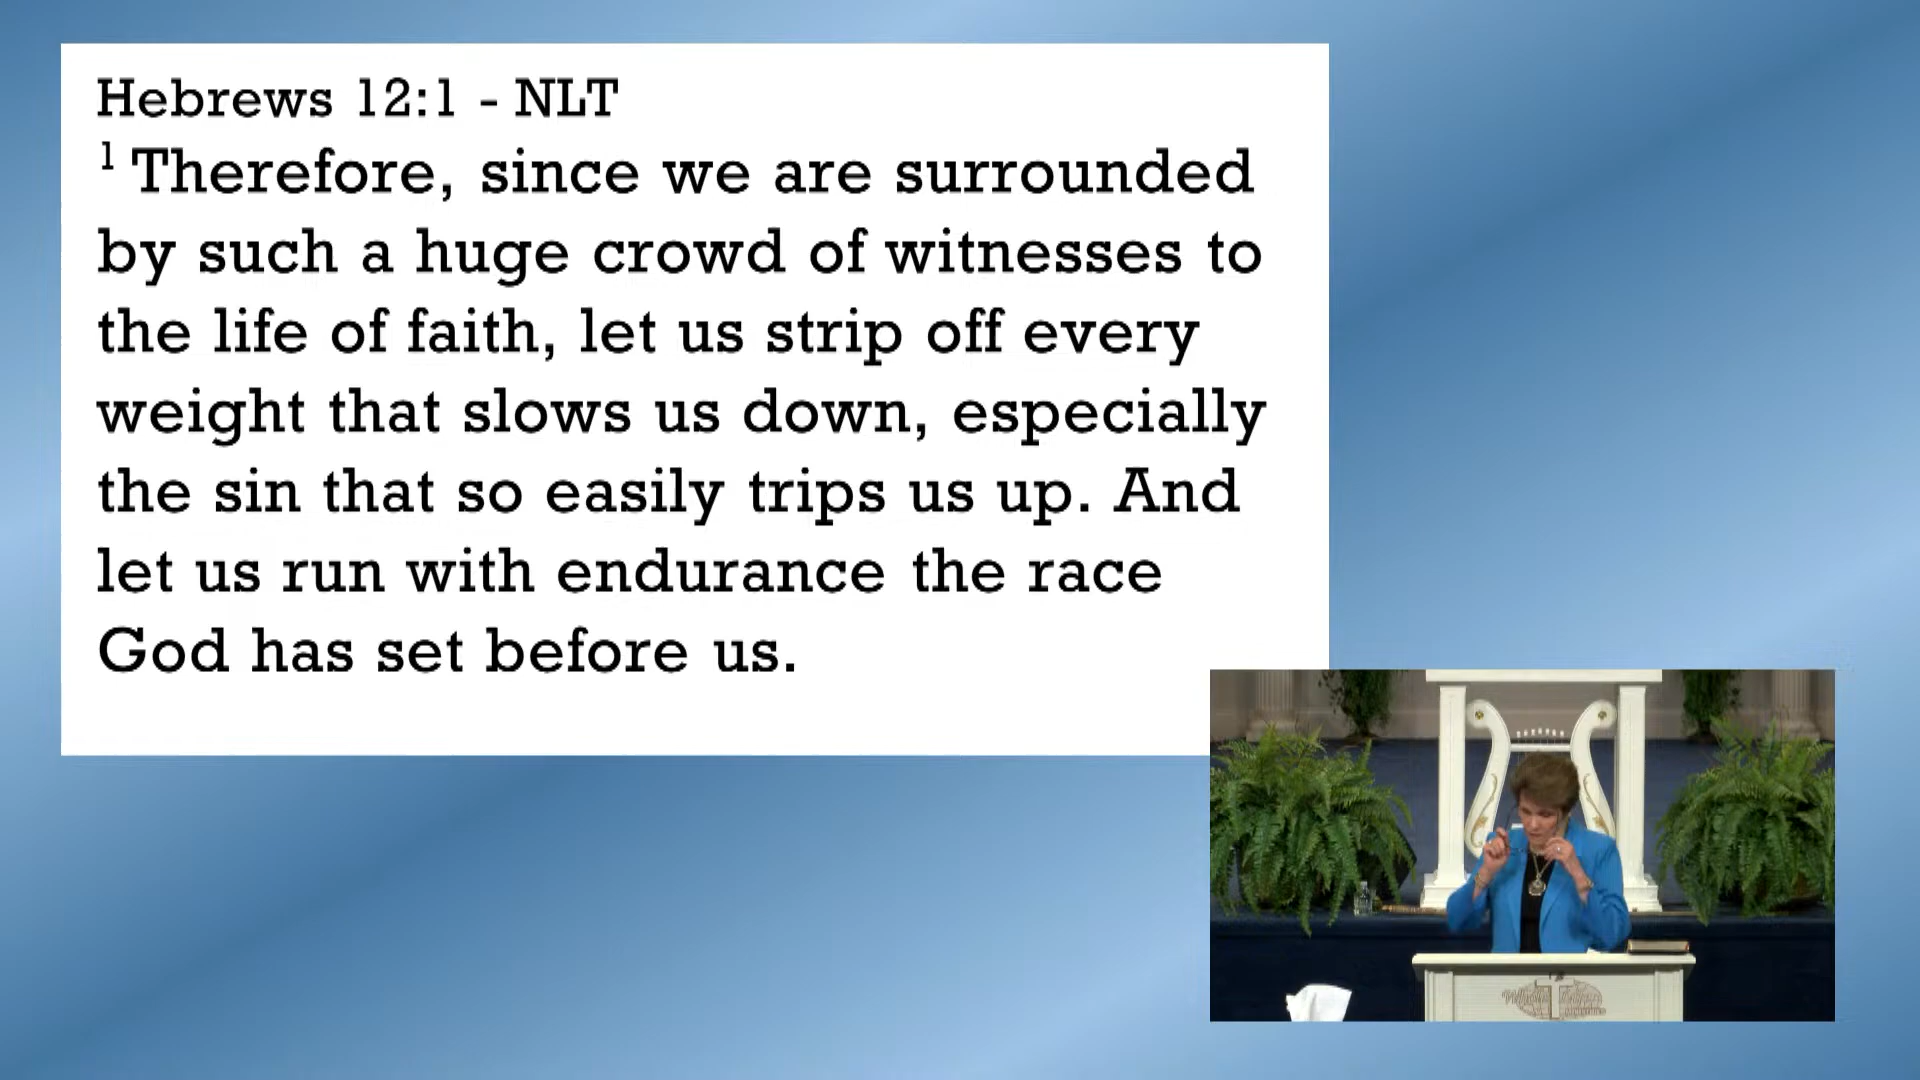 Hebrews 12:1 - NLT
1 Therefore, since we are surrounded
by such a huge crowd of witnesses to
the life of faith, let us strip off every
weight that slows us down, especially
the sin that so easily trips us up. And
let us run with endurance the race
God has set before us.